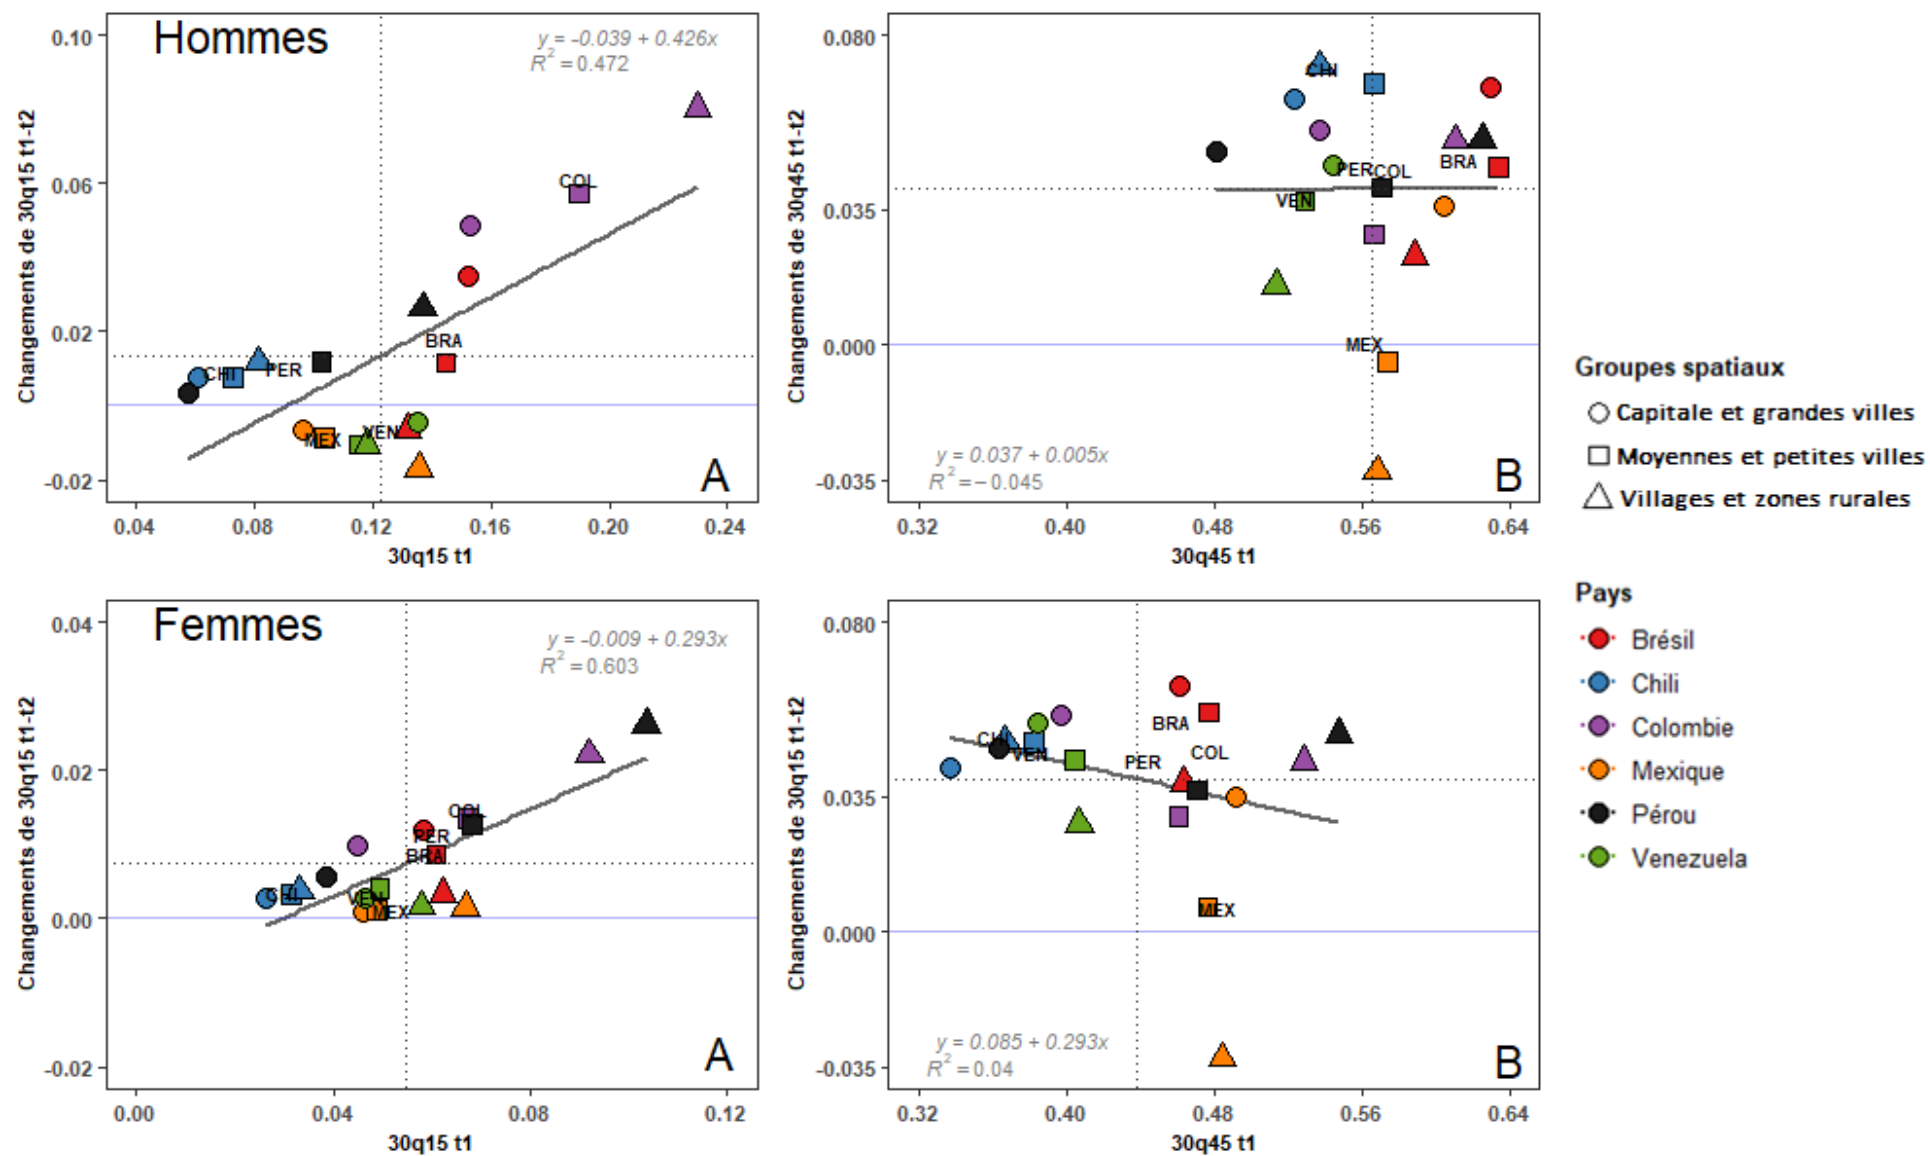 Hommes
y = -0.039 + 0.426x
R² = 0.472
Changements de 30q15 t1-t2
0.10
0.06
0.02
-0.02
COL
BRA
CHI
PER
MEX
VEN
A
0.04
0.08
0.12
0.16
0.20
0.24
30q15 t1
Changements de 30q45 t1-t2
0.080
0.035
0.000
-0.035
CHI
PER
COL
BRA
VEN
MEX
y = 0.037 + 0.005x
R² = − 0.045
B
0.32
0.40
0.48
0.56
0.64
30q45 t1
Femmes
y = -0.009 + 0.293x
R² = 0.603
Changements de 30q15 t1-t2
0.04
0.02
0.00
-0.02
COL
PER
BRA
CHI
VEN
MEX
A
0.00
0.04
0.08
0.12
30q15 t1
Changements de 30q15 t1-t2
0.080
0.035
0.000
-0.035
CHI
VEN
BRA
PER
COL
MEX
y = 0.085 + 0.293x
R² = 0.04
B
0.32
0.40
0.48
0.56
0.64
30q45 t1
Groupes spatiaux
Capitale et grandes villes
Moyennes et petites villes
Villages et zones rurales
Pays
Brésil
Chili
Colombie
Mexique
Pérou
Venezuela